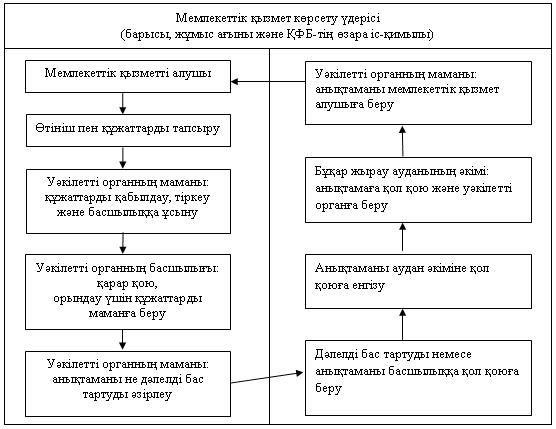 Мемлекеттік қызмет көрсету үдерісі
(барысы, жұмыс ағыны және ҚФБ-тің өзара іс-қимылы)
Мемлекеттік қызметті алушы
Өтініш пен құжаттарды тапсыру
Уәкілетті органның маманы:
құжаттарды қабылдау, тіркеу
және басшылыққа ұсыну
Уәкілетті органның басшылығы:
қарар қою,
орындау үшін құжаттарды
маманға беру
Уәкілетті органның маманы:
анықтаманы не дәлелді бас
тартуды әзірлеу
Уәкілетті органның маманы:
анықтаманы мемлекеттік қызмет
алушыға беру
Бұқар жырау ауданының әкімі:
анықтамаға қол қою және уәкілетті
органға беру
Анықтаманы аудан әкіміне қол
қоюға енгізу
Дәлелді бас тартуды немесе
анықтаманы басшылыққа қол қоюға
беру